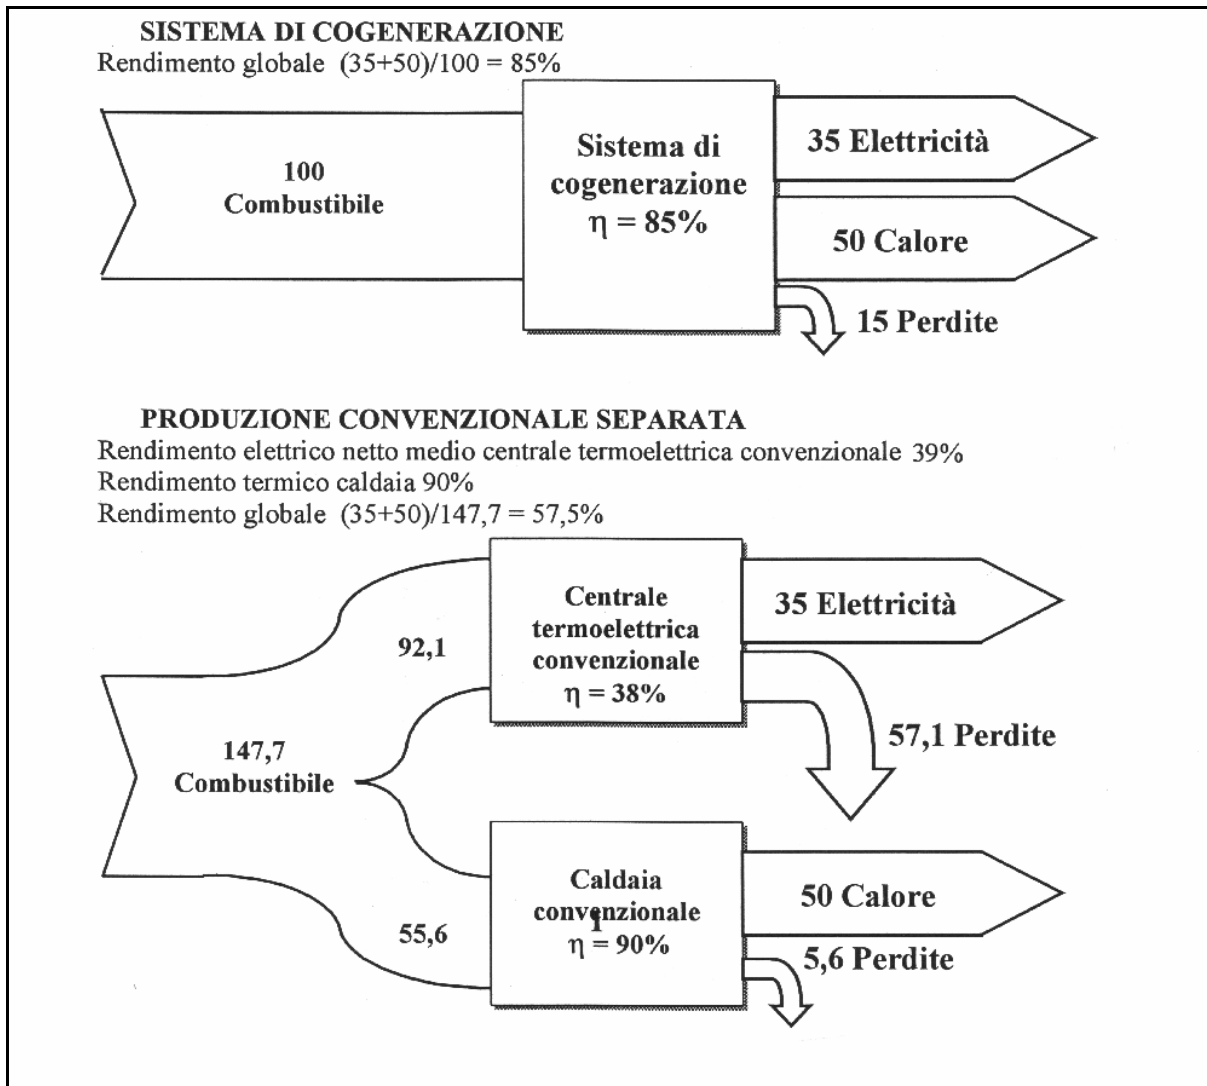 SISTEMA DI COGENERAZIONE
Rendimento globale (35+50)/100 = 85%
100
Combustibile
Sistema di
cogenerazione
η = 85%
35 Elettricità
50 Calore
15 Perdite
PRODUZIONE CONVENZIONALE SEPARATA
Rendimento elettrico netto medio centrale termoelettrica convenzionale 39%
Rendimento termico caldaia 90%
Rendimento globale (35+50)/147,7 = 57,5%
147,7
Combustibile
92,1
Centrale
termoelettrica
convenzionale
η = 38%
35 Elettricità
57,1 Perdite
55,6
Caldaia
convenzionale
1
η = 90%
50 Calore
5,6 Perdite